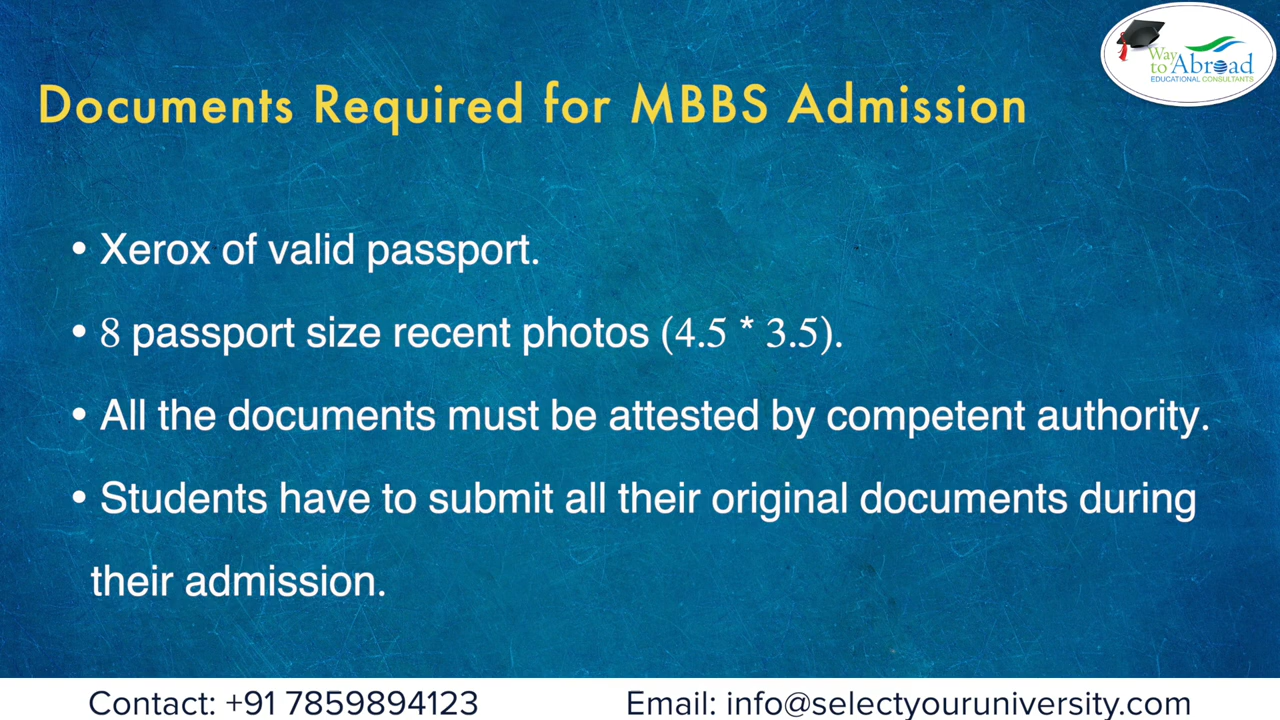 Way
to Abroad
EDUCATIONAL CONSULTANTS
Documents Required for MBBS Admission
• Xerox of valid passport.
• 8 passport size recent photos (4.5 * 3.5).
• All the documents must be attested by competent authority.
• Students have to submit all their original documents during
their admission.
Contact: +91 7859894123
Email: info@selectyouruniversity.com